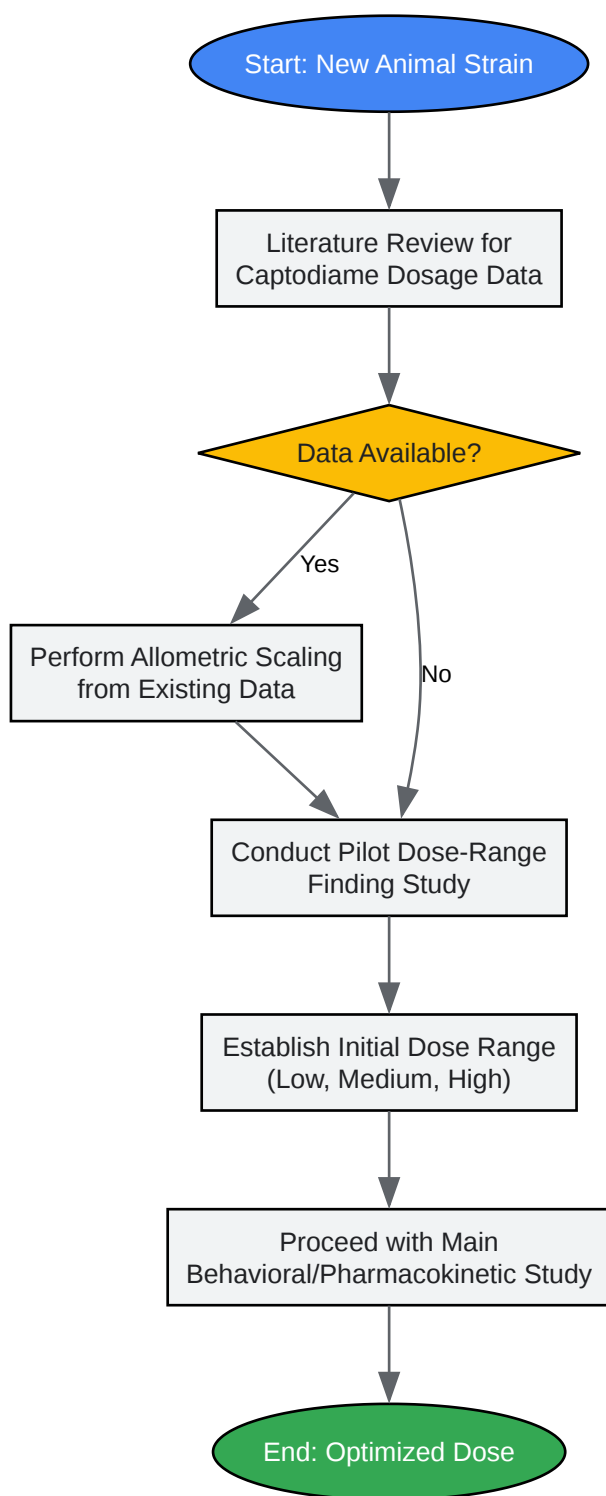 Start: New Animal Strain
Literature Review for
Captodiame Dosage Data
Data Available?
Yes
Perform Allometric Scaling
from Existing Data
No
Conduct Pilot Dose-Range
Finding Study
Establish Initial Dose Range
(Low, Medium, High)
Proceed with Main
Behavioral/Pharmacokinetic Study
End: Optimized Dose